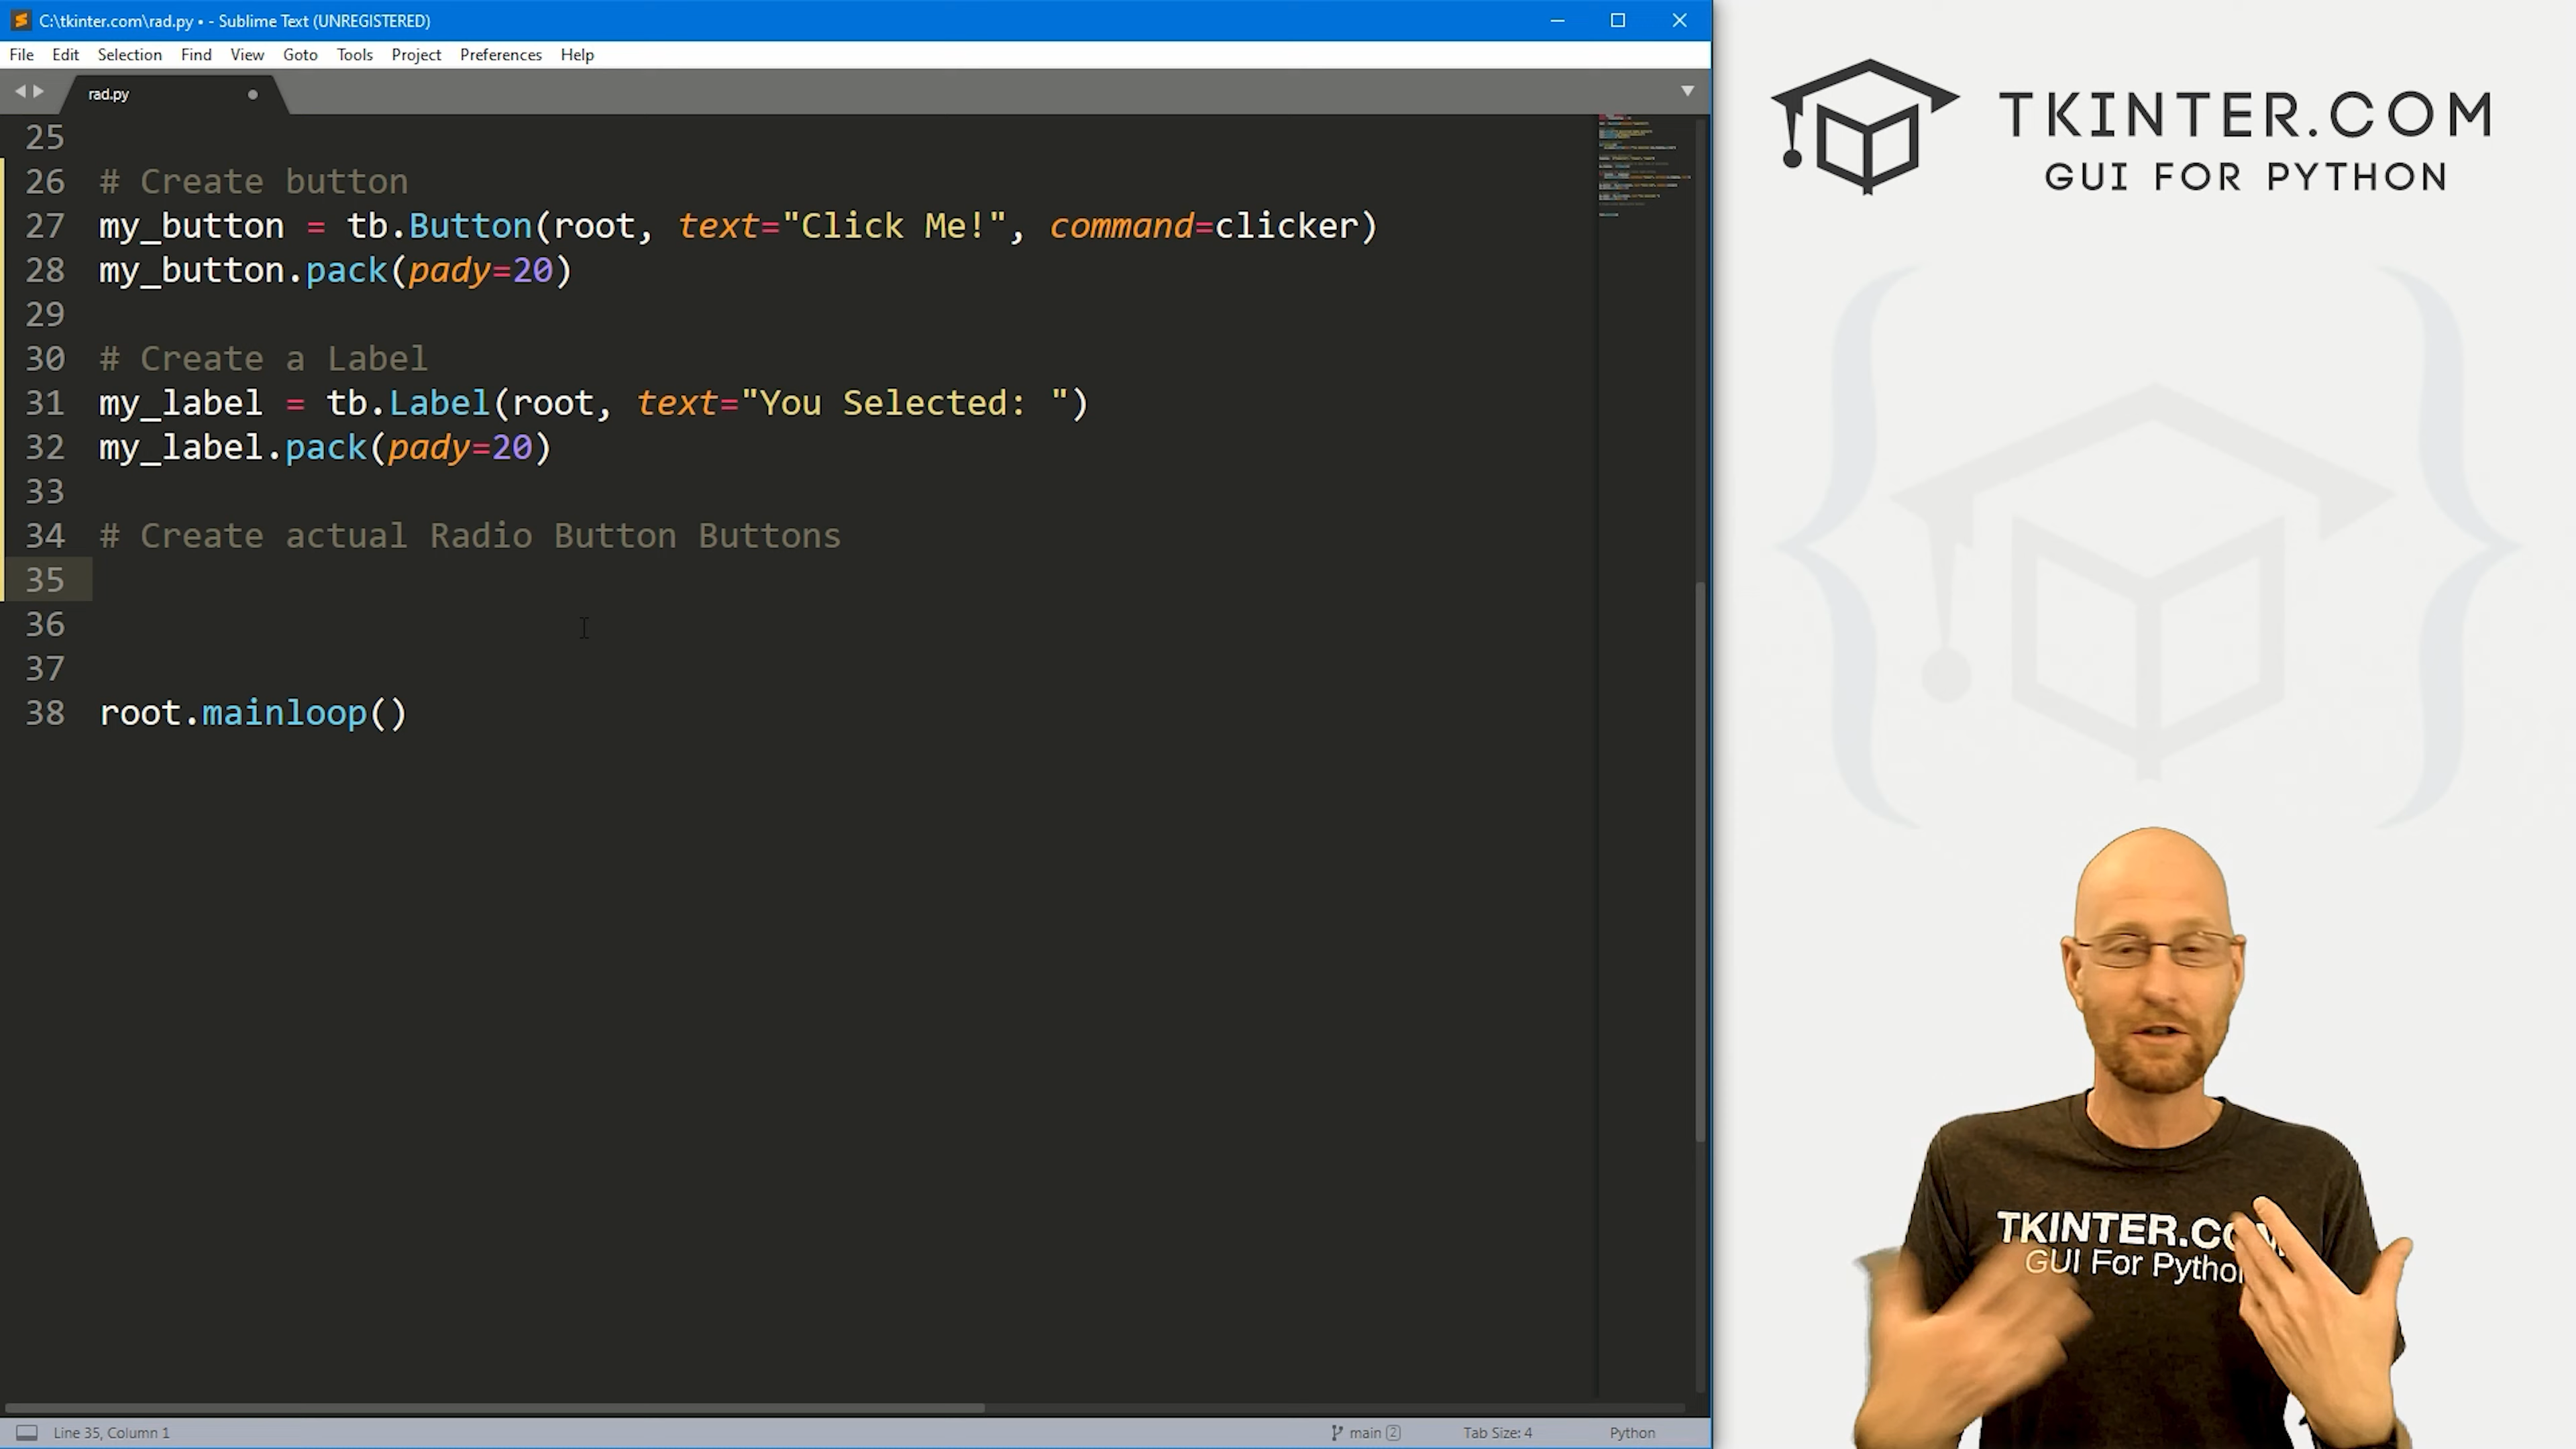 C:\tkinter.com\rad.py • - Sublime Text (UNREGISTERED)
File Edit Selection Find View Goto Tools Project Preferences Help
rad.py
25
26 # Create button
27 my_button = tb.Button(root, text="Click Me!", command=clicker)
28 my_button.pack(pady=20)
29
30 # Create a Label
31 my_label = tb.Label(root, text="You Selected: ")
32 my_label.pack(pady=20)
33
34 # Create actual Radio Button Buttons
35
36
37
38 root.mainloop()
Line 35, Column 1 main 2 Tab Size: 4 Python
TKINTER.COM
GUI FOR PYTHON
TKINTER.COM
GUI For Python